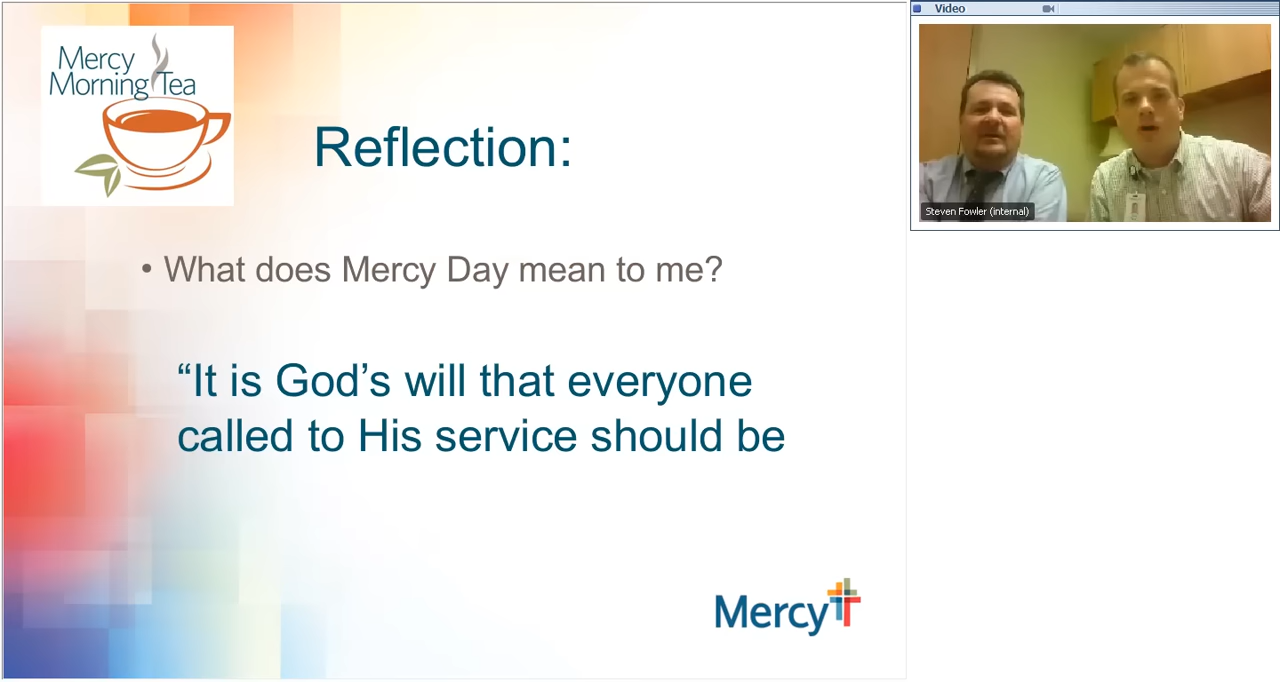 Mercy
Morning Tea
Reflection:
• What does Mercy Day mean to me?
“It is God’s will that everyone
called to His service should be
Mercy
Video
Steven Fowler (internal)